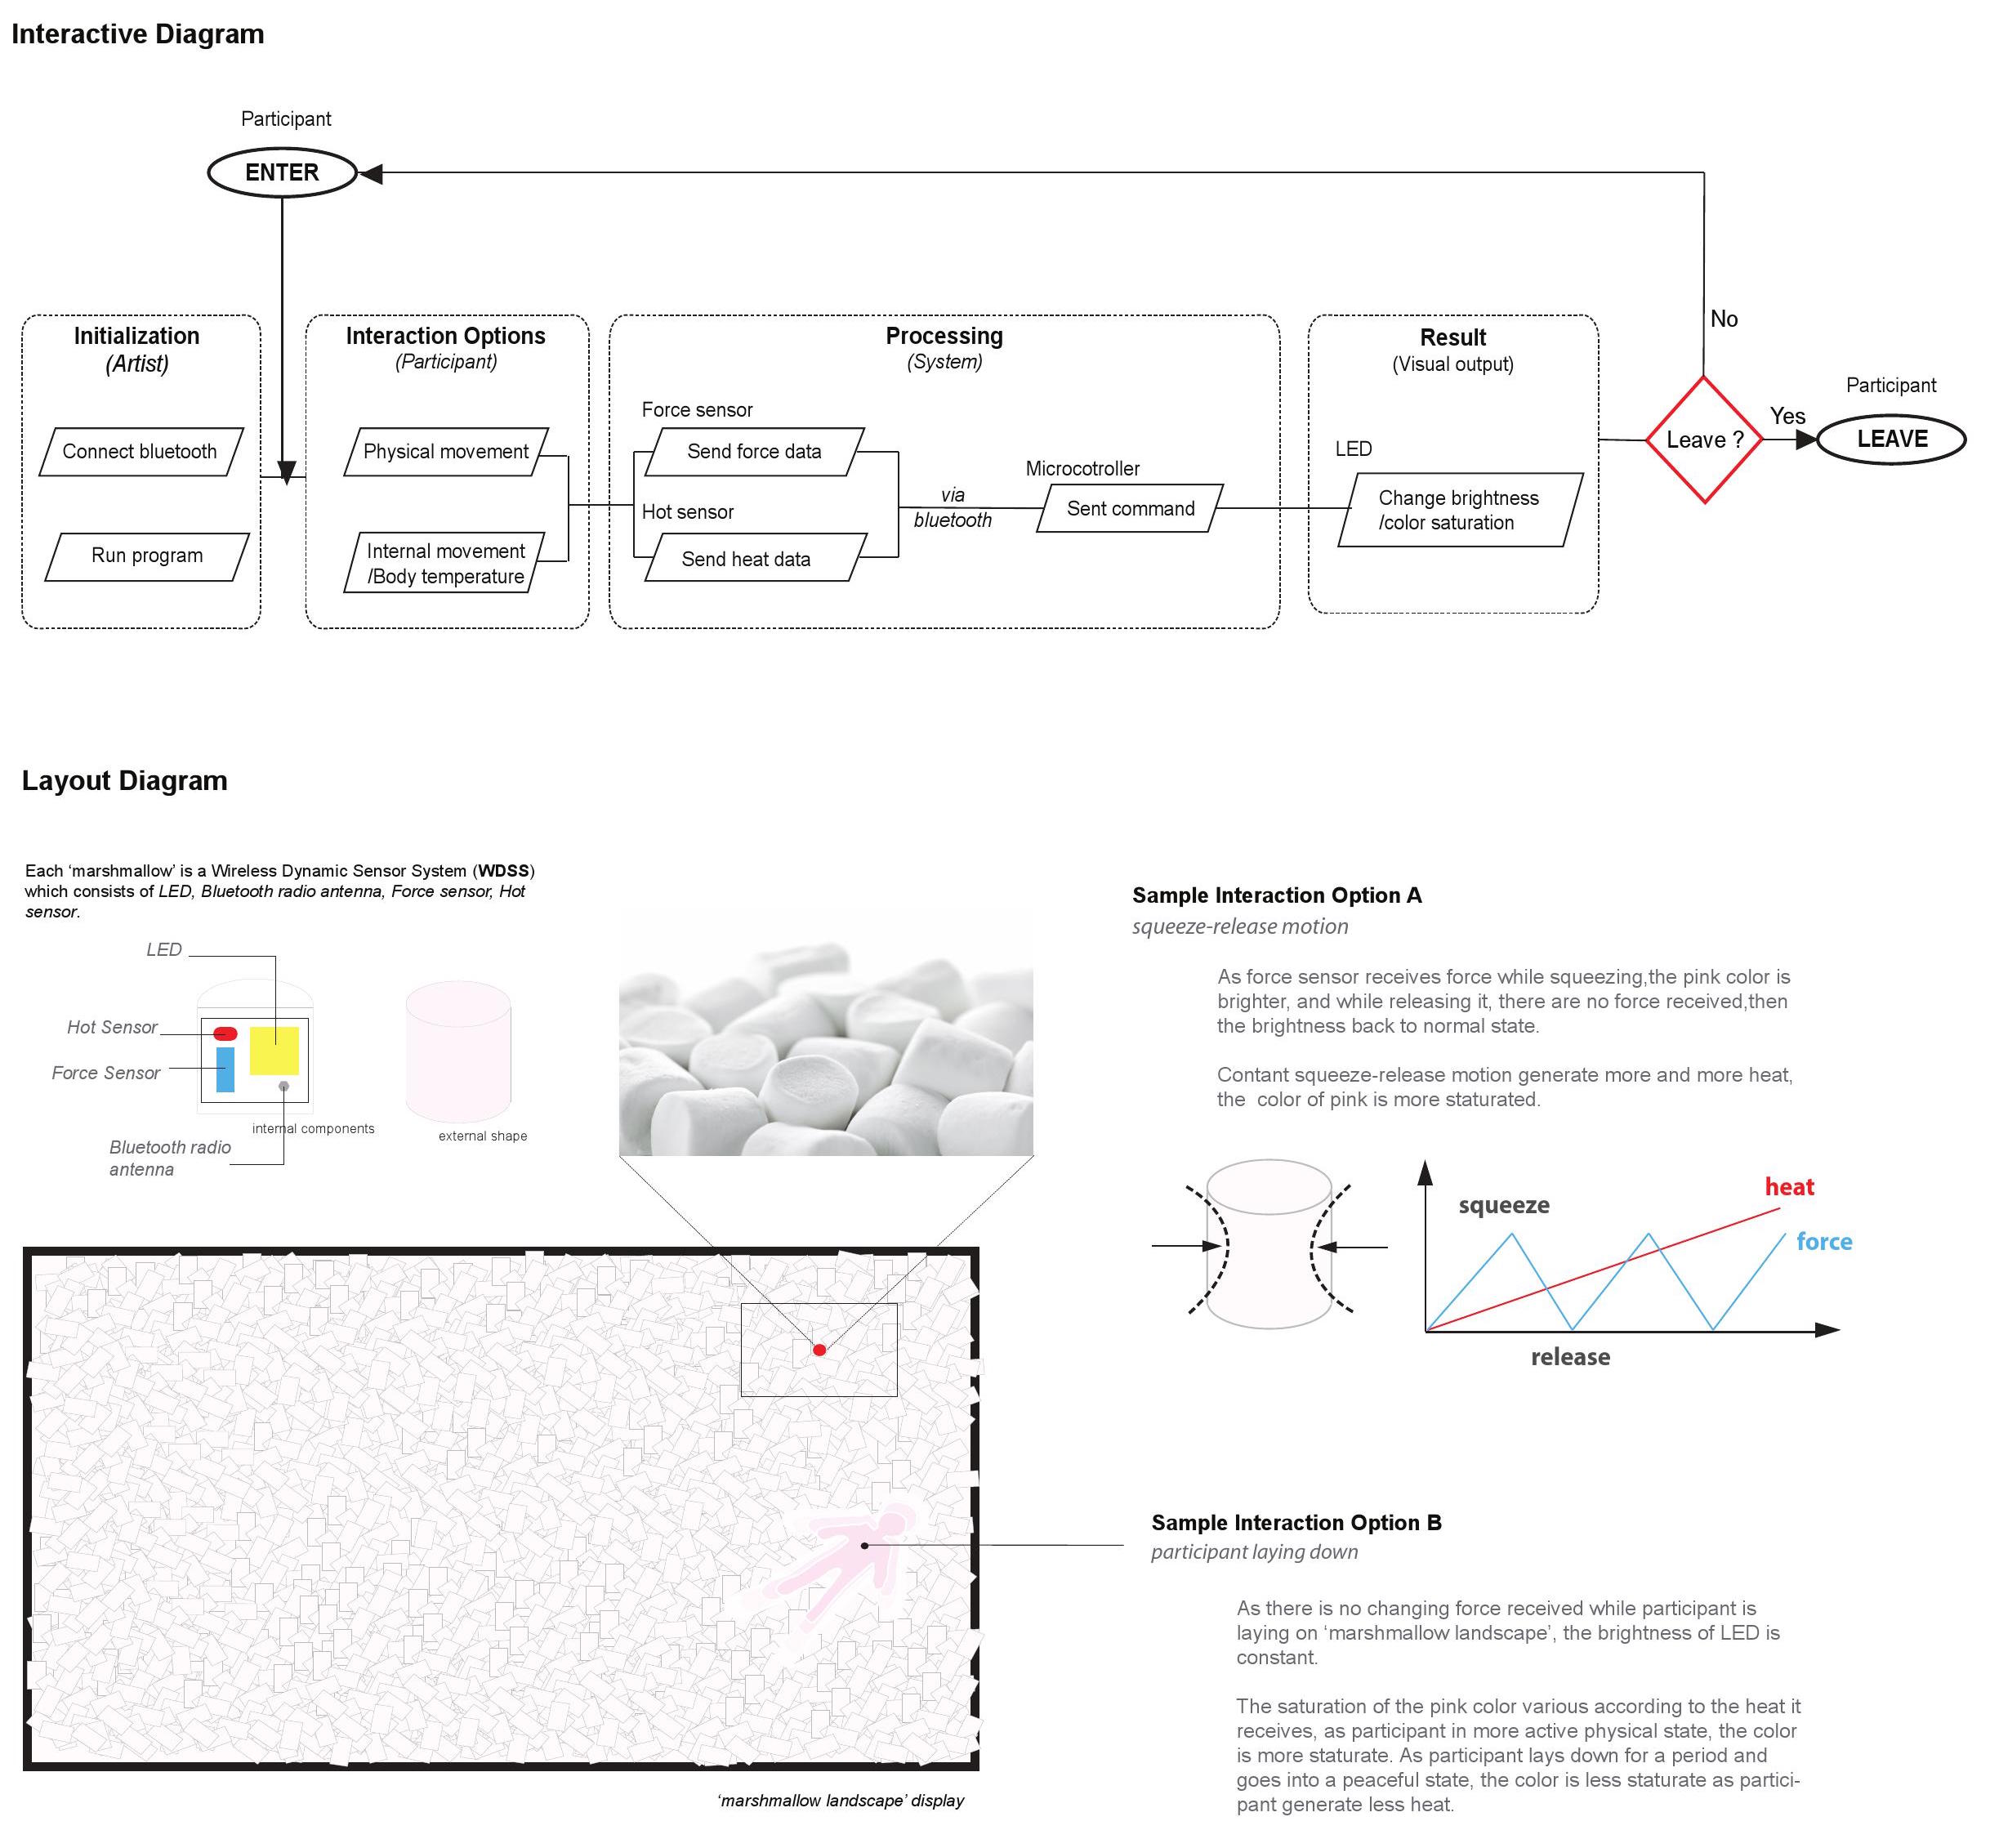 Interactive Diagram
Participant
ENTER
No
Initialization
(Artist)
Connect bluetooth
Run program
Interaction Options
(Participant)
Physical movement
Internal movement
/Body temperature
Processing
(System)
Force sensor
Send force data
Hot sensor
Send heat data
via
bluetooth
Microcotroller
Sent command
Result
(Visual output)
LED
Change brightness
/color saturation
Leave ?
Yes
Participant
LEAVE
Layout Diagram
Each ‘marshmallow’ is a Wireless Dynamic Sensor System (WDSS)
which consists of LED, Bluetooth radio antenna, Force sensor, Hot
sensor.
LED
Hot Sensor
Force Sensor
Bluetooth radio
antenna
internal components
external shape
Sample Interaction Option A
squeeze-release motion
As force sensor receives force while squeezing,the pink color is
brighter, and while releasing it, there are no force received,then
the brightness back to normal state.
Contant squeeze-release motion generate more and more heat,
the color of pink is more staturated.
squeeze
heat
force
release
Sample Interaction Option B
participant laying down
As there is no changing force received while participant is
laying on ‘marshmallow landscape’, the brightness of LED is
constant.
The saturation of the pink color various according to the heat it
receives, as participant in more active physical state, the color
is more staturate. As participant lays down for a period and
goes into a peaceful state, the color is less staturate as partici-
pant generate less heat.
‘marshmallow landscape’ display